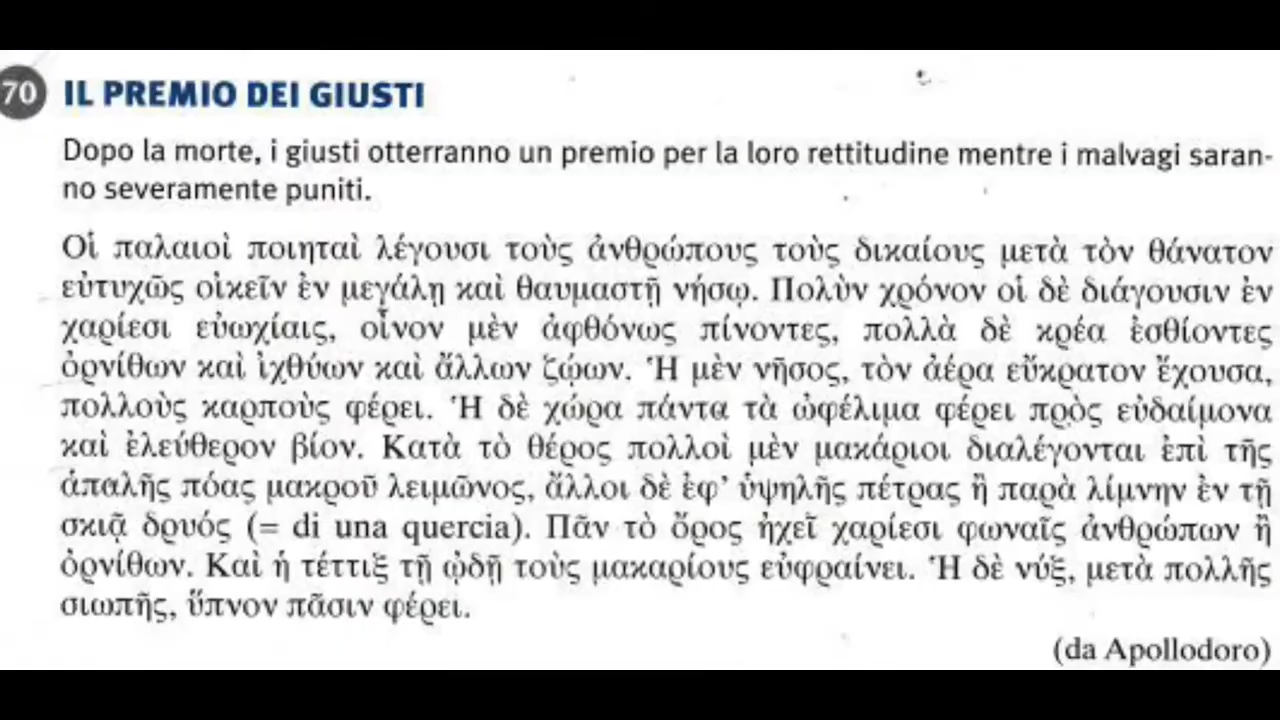 70 IL PREMIO DEI GIUSTI
Dopo la morte, i giusti otterranno un premio per la loro rettitudine mentre i malvagi saran-
no severamente puniti.
Οἱ παλαιοὶ ποιηταὶ λέγουσι τοὺς ἀνθρώπους τοὺς δικαίους μετὰ τὸν θάνατον
εὐτυχῶς οἰκεῖν ἐν μεγάλῃ καὶ θαυμαστῇ νήσῳ. Πολὺν χρόνον οἱ δὲ διάγουσιν ἐν
χαρίεσι εὐωχίαις, οἶνον μὲν ἀφθόνως πίνοντες, πολλὰ δὲ κρέα ἐσθίοντες
ὀρνίθων καὶ ἰχθύων καὶ ἄλλων ζῴων. Ἡ μὲν νῆσος, τὸν ἀέρα εὔκρατον ἔχουσα,
πολλοὺς καρποὺς φέρει. Ἡ δὲ χώρα πάντα τὰ ὠφέλιμα φέρει πρὸς εὐδαίμονα
καὶ ἐλεύθερον βίον. Κατὰ τὸ θέρος πολλοὶ μὲν μακάριοι διαλέγονται ἐπὶ τῆς
ἁπαλῆς πόας μακροῦ λειμῶνος, ἄλλοι δὲ ἐφ’ ὑψηλῆς πέτρας ἢ παρὰ λίμνην ἐν τῇ
σκιᾷ δρυός (= di una quercia). Πᾶν τὸ ὄρος ἠχεῖ χαρίεσι φωναῖς ἀνθρώπων ἢ
ὀρνίθων. Καὶ ἡ τέττιξ τῇ ᾠδῇ τοὺς μακαρίους εὐφραίνει. Ἡ δὲ νύξ, μετὰ πολλῆς
σιωπῆς, ὕπνον πᾶσιν φέρει.
(da Apollodoro)